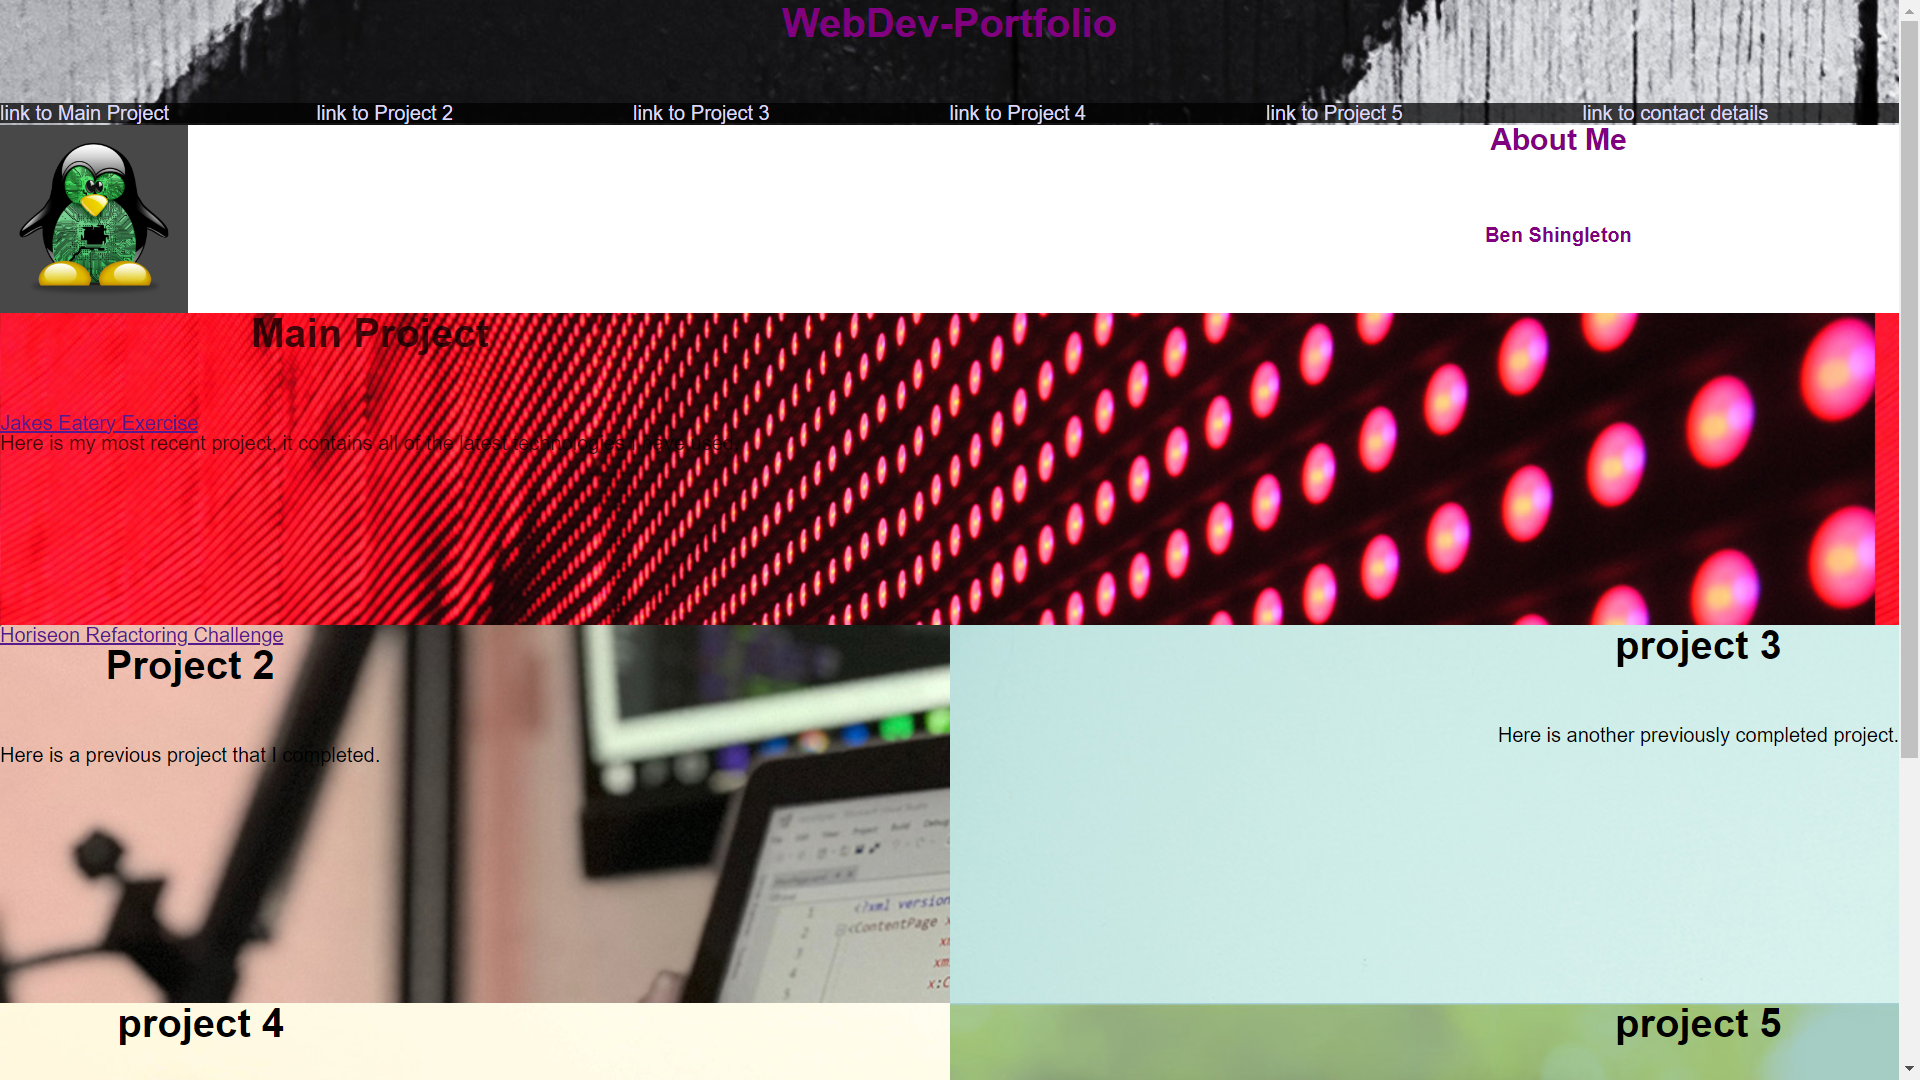 WebDev-Portfolio
link to Main Project
link to Project 2
link to Project 3
link to Project 4
link to Project 5
link to contact details
About Me
Ben Shingleton
Main Project
Jakes Eatery Exercise
Here is my most recent project, it contains all of the latest technologies I have used.
Horiseon Refactoring Challenge
Project 2
Here is a previous project that I completed.
<?xml version
<ContentPage
project 3
Here is another previously completed project.
project 4
project 5